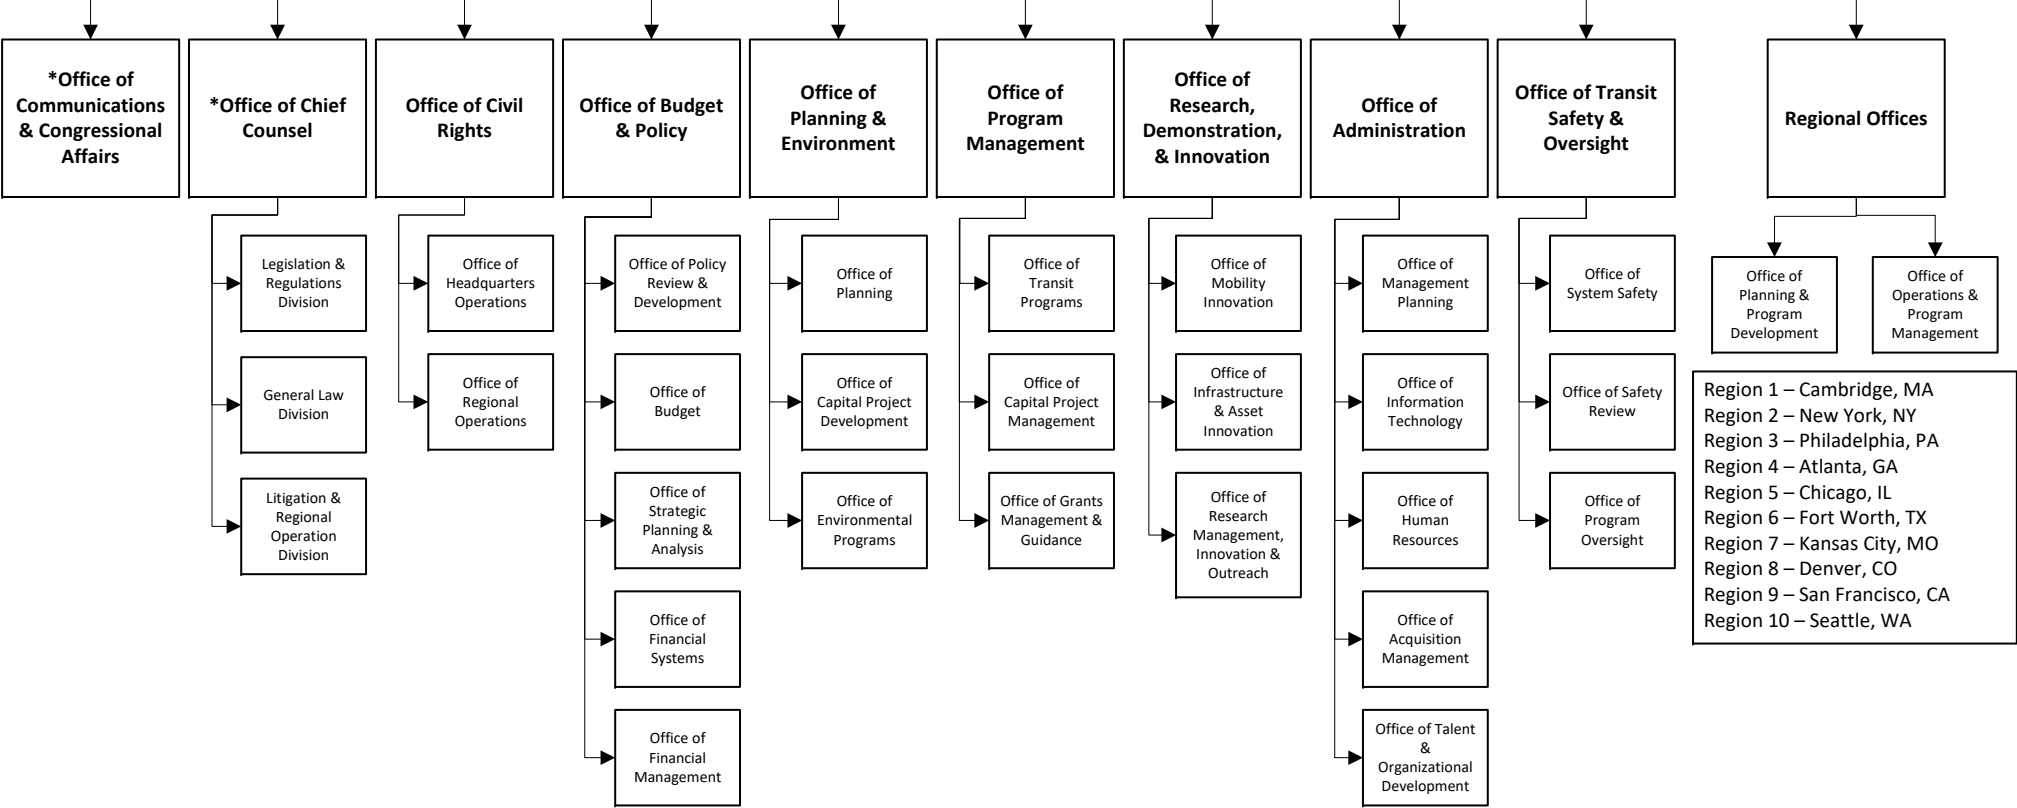 *Office of
Communications
& Congressional
Affairs
*Office of Chief
Counsel
Legislation &
Regulations
Division
General Law
Division
Litigation &
Regional
Operation
Division
Office of Civil
Rights
Office of
Headquarters
Operations
Office of
Regional
Operations
Office of Budget
& Policy
Office of Policy
Review &
Development
Office of
Budget
Office of
Strategic
Planning &
Analysis
Office of
Financial
Systems
Office of
Financial
Management
Office of
Planning &
Environment
Office of
Planning
Office of
Capital Project
Development
Office of
Environmental
Programs
Office of
Program
Management
Office of
Transit
Programs
Office of
Capital Project
Management
Office of Grants
Management &
Guidance
Office of
Research,
Demonstration,
& Innovation
Office of
Mobility
Innovation
Office of
Infrastructure
& Asset
Innovation
Office of
Research
Management,
Innovation &
Outreach
Office of
Administration
Office of
Management
Planning
Office of
Information
Technology
Office of
Human
Resources
Office of
Acquisition
Management
Office of Talent
&
Organizational
Development
Office of Transit
Safety &
Oversight
Office of
System Safety
Office of Safety
Review
Office of
Program
Oversight
Regional Offices
Office of
Planning &
Program
Development
Office of
Operations &
Program
Management
Region 1 – Cambridge, MA
Region 2 – New York, NY
Region 3 – Philadelphia, PA
Region 4 – Atlanta, GA
Region 5 – Chicago, IL
Region 6 – Fort Worth, TX
Region 7 – Kansas City, MO
Region 8 – Denver, CO
Region 9 – San Francisco, CA
Region 10 – Seattle, WA